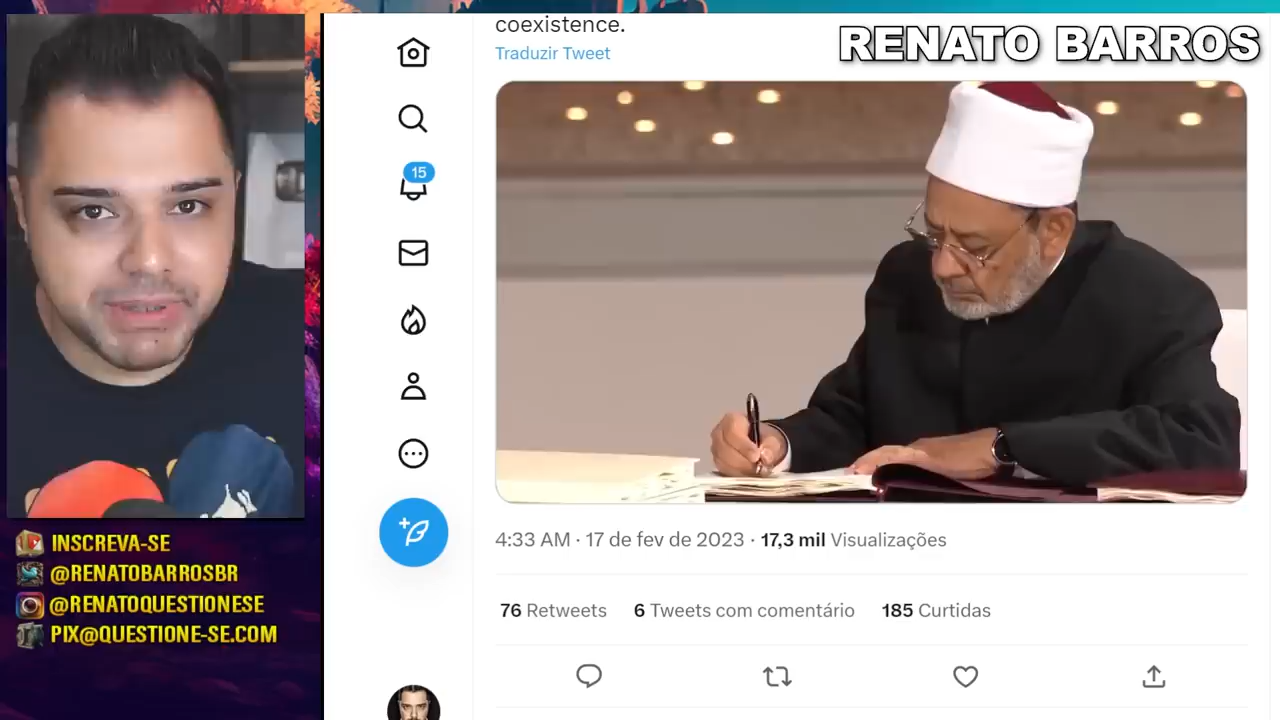 coexistence.
Traduzir Tweet
RENATO BARROS
15
4:33 AM · 17 de fev de 2023 · 17,3 mil Visualizações
76 Retweets 6 Tweets com comentário 185 Curtidas
INSCREVA-SE
@RENATOBARROSBR
@RENATOQUESTIONESE
PIX@QUESTIONE-SE.COM